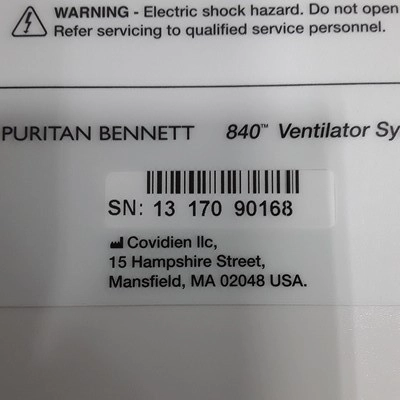 WARNING - Electric shock hazard. Do not open
Refer servicing to qualified service personnel.
PURITAN BENNETT 840™ Ventilator Sy
SN: 13 170 90168
Covidien llc,
15 Hampshire Street,
Mansfield, MA 02048 USA.